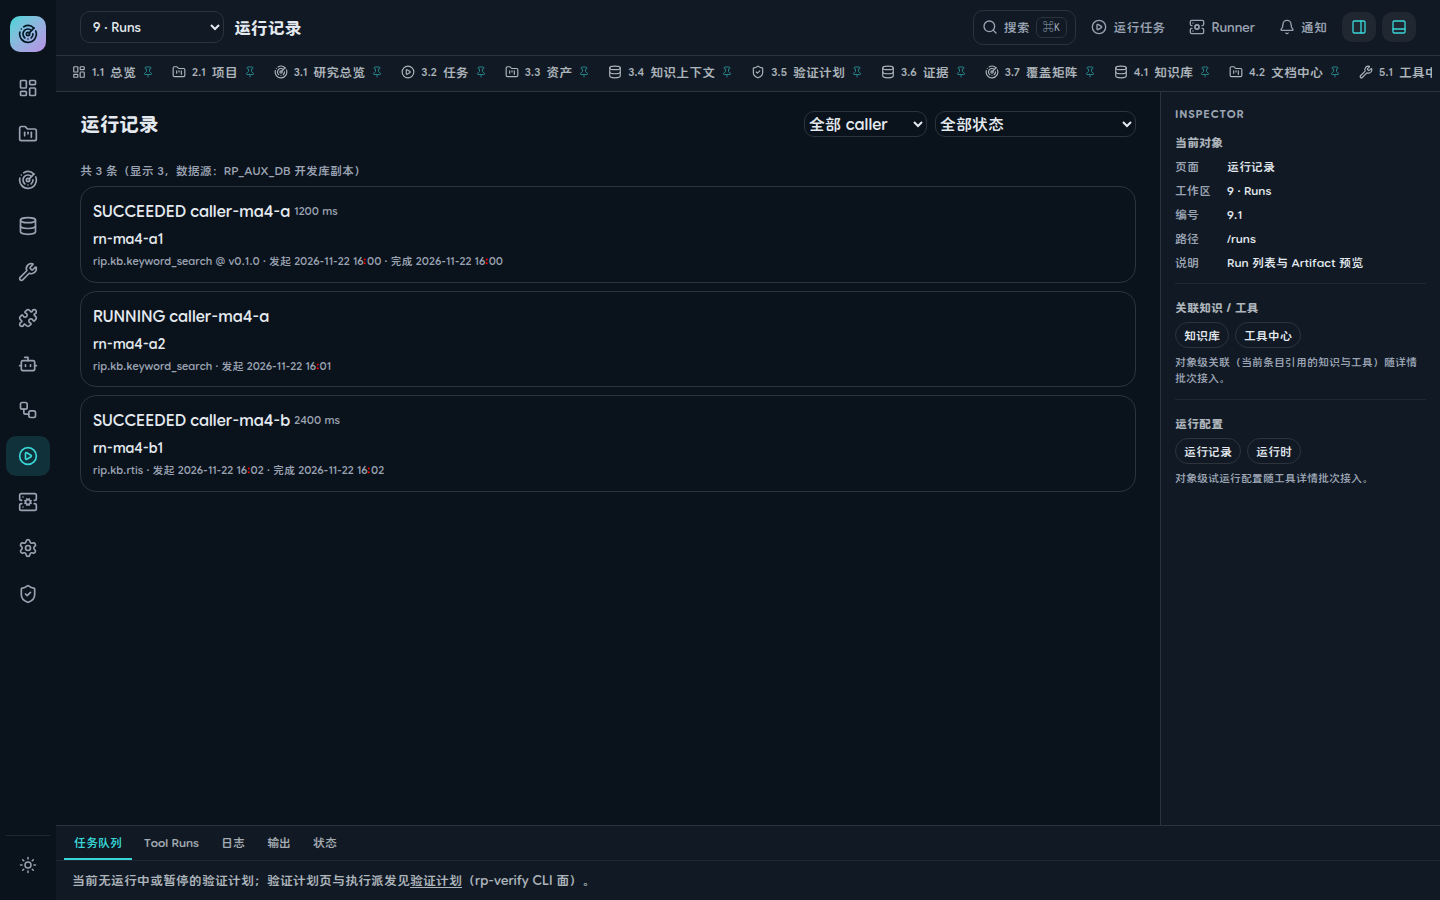 9 · Runs 运行记录 搜索 ⌘K 运行任务 Runner 通知
1.1 总览 2.1 项目 3.1 研究总览 3.2 任务 3.3 资产 3.4 知识上下文 3.5 验证计划 3.6 证据 3.7 覆盖矩阵 4.1 知识库 4.2 文档中心 5.1 工具
运行记录 全部 caller 全部状态
共 3 条（显示 3，数据源：RP_AUX_DB 开发库副本）
SUCCEEDED caller-ma4-a 1200 ms
rn-ma4-a1
rip.kb.keyword_search @ v0.1.0 · 发起 2026-11-22 16:00 · 完成 2026-11-22 16:00
RUNNING caller-ma4-a
rn-ma4-a2
rip.kb.keyword_search · 发起 2026-11-22 16:01
SUCCEEDED caller-ma4-b 2400 ms
rn-ma4-b1
rip.kb.rtis · 发起 2026-11-22 16:02 · 完成 2026-11-22 16:02
INSPECTOR
当前对象
页面 运行记录
工作区 9 · Runs
编号 9.1
路径 /runs
说明 Run 列表与 Artifact 预览
关联知识 / 工具
知识库 工具中心
对象级关联（当前条目引用的知识与工具）随详情
批次接入。
运行配置
运行记录 运行时
对象级试运行配置随工具详情批次接入。
任务队列 Tool Runs 日志 输出 状态
当前无运行中或暂停的验证计划；验证计划页与执行派发见验证计划（rp-verify CLI 面）。